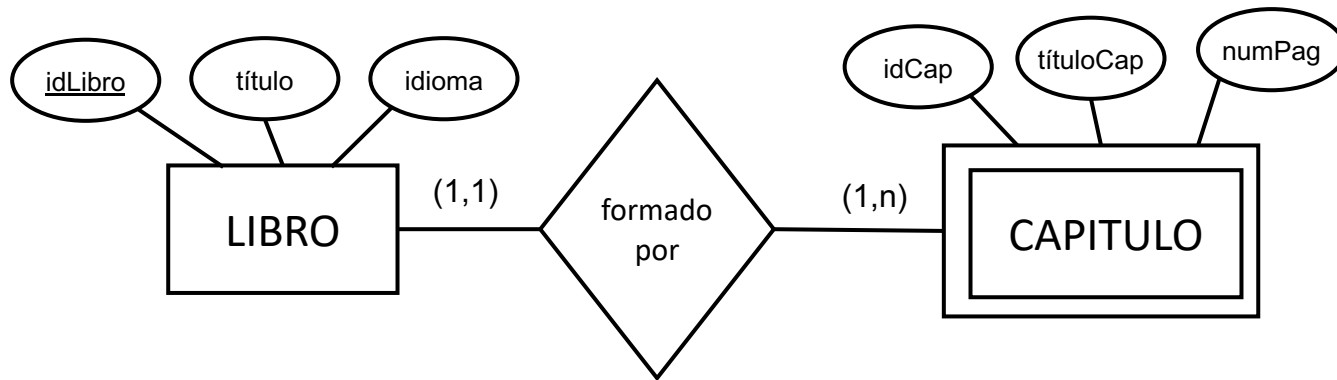 idLibro
título
idioma
idCap
títuloCap
numPag
LIBRO
(1,1)
formado
por
(1,n)
CAPITULO